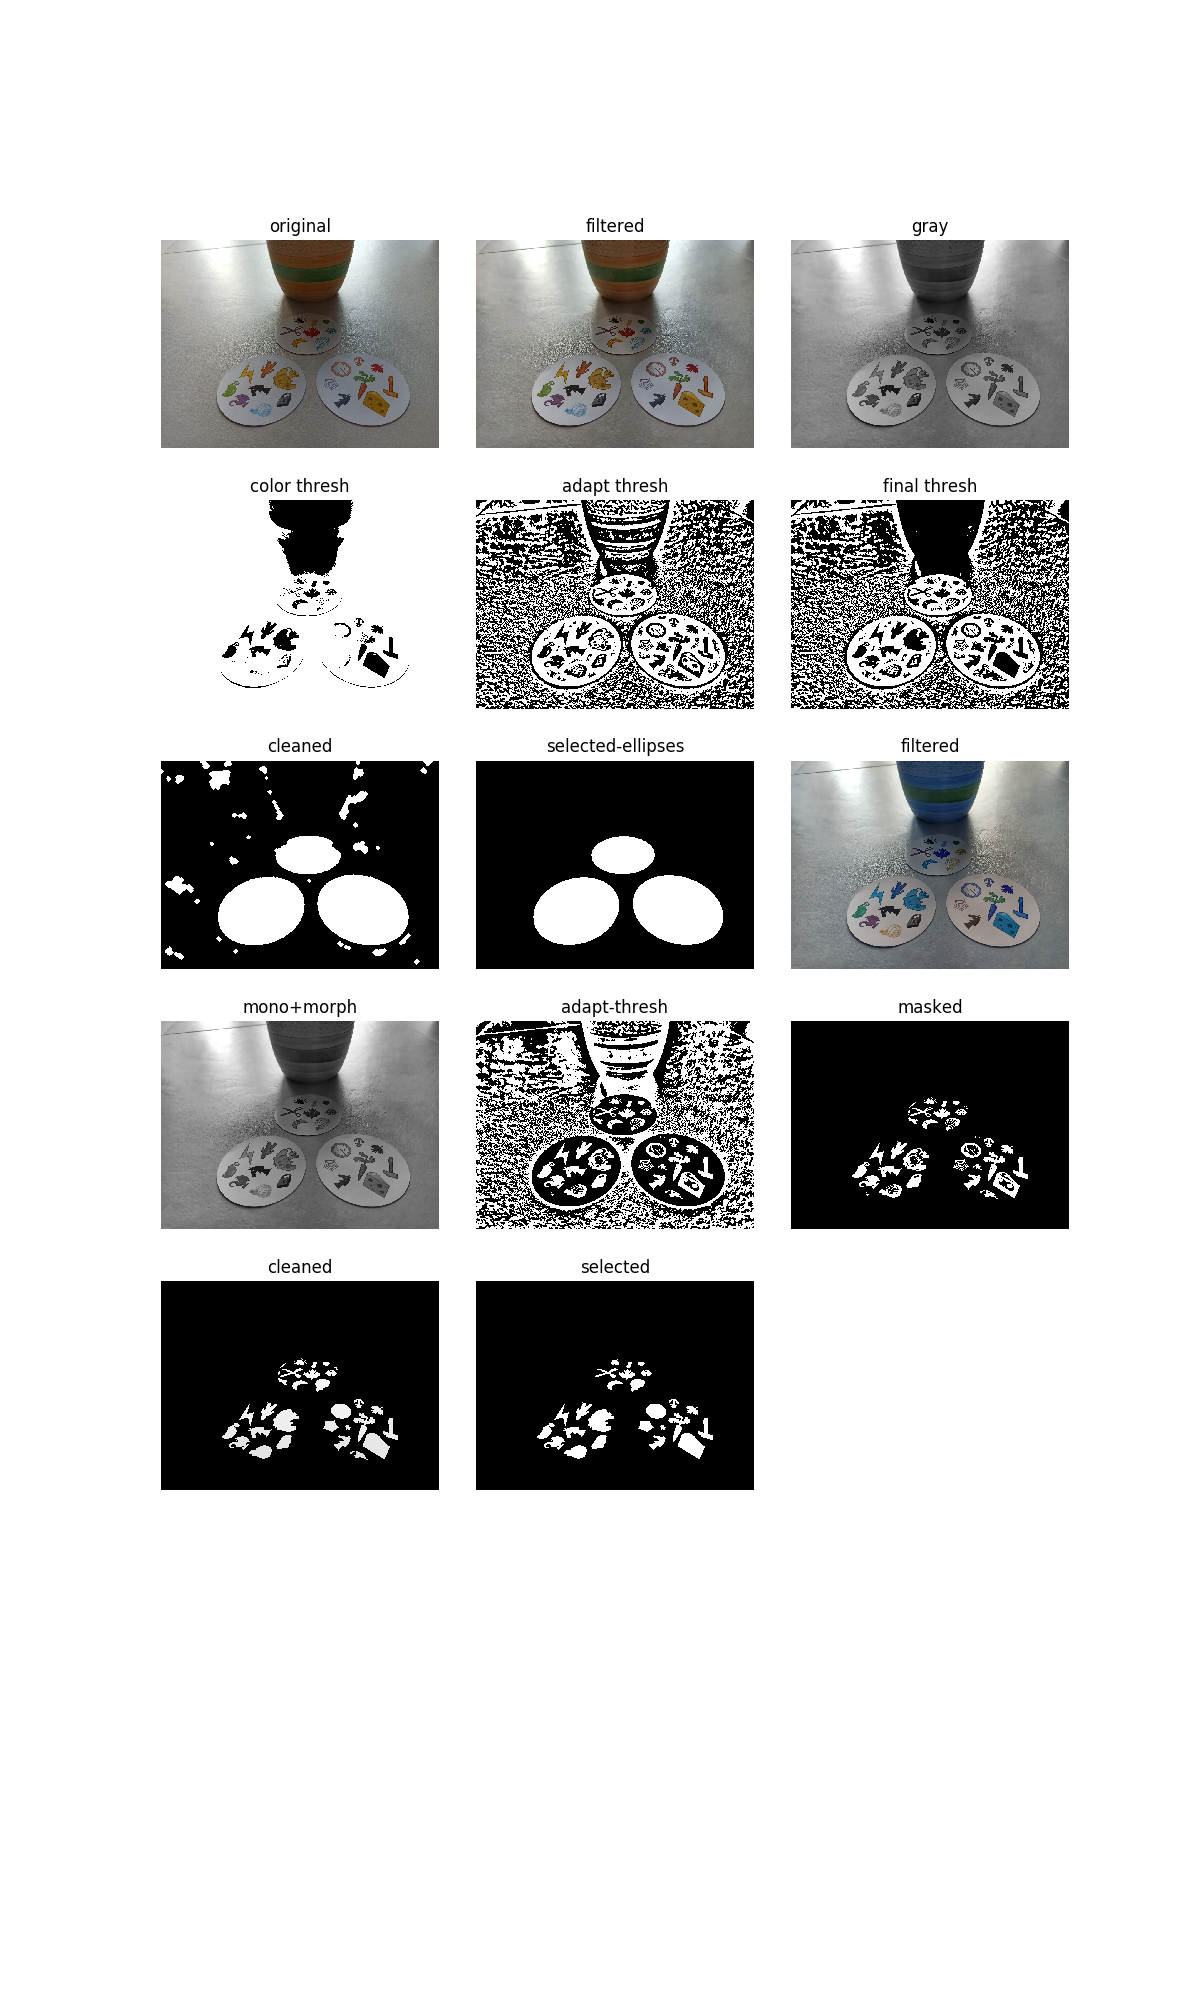 original
filtered
gray
color thresh
adapt thresh
final thresh
cleaned
selected-ellipses
filtered
mono+morph
adapt-thresh
masked
cleaned
selected